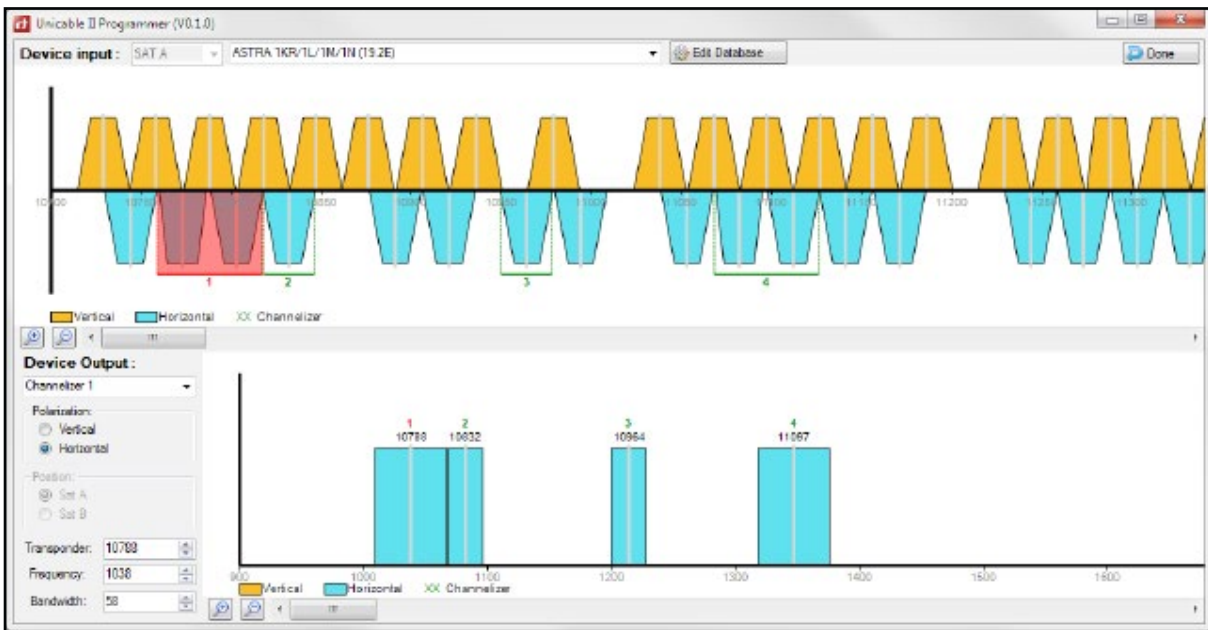 Unicable II Programmer (V0.1.0)
Device input : SAT A ASTRA 1KR/1L/1M/1N (19.2E) Edit Database Done
11200
1 2 3 4
Vertical Horizontal XX Channelizer
Device Output :
Channelizer 1
Polarization:
Vertical
Horizontal
Position:
Sat A
Sat B
Transponder: 10788
Frequency: 1038
Bandwidth: 58
1 2 3 4
10788 10832 10964 11097
900 1000 1100 1200 1300 1400 1500 1600
Vertical Horizontal XX Channelizer